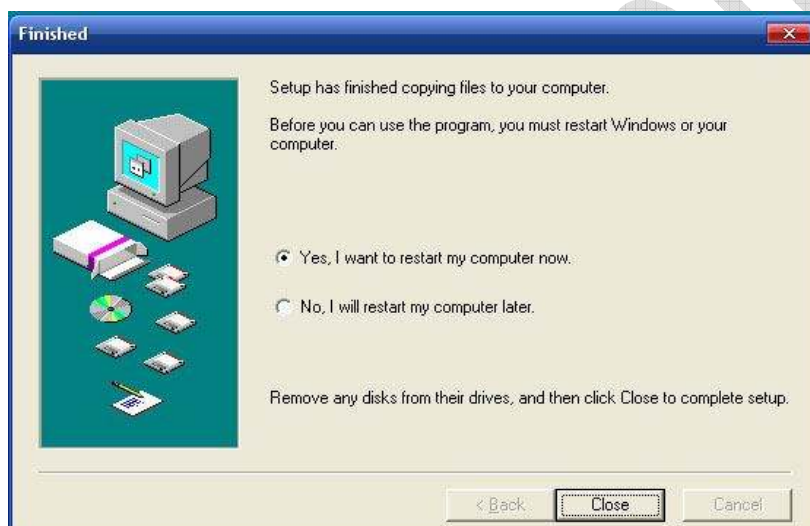 Finished
Setup has finished copying files to your computer.
Before you can use the program, you must restart Windows or your
computer.
Yes, I want to restart my computer now.
No, I will restart my computer later.
Remove any disks from their drives, and then click Close to complete setup.
< Back Close Cancel